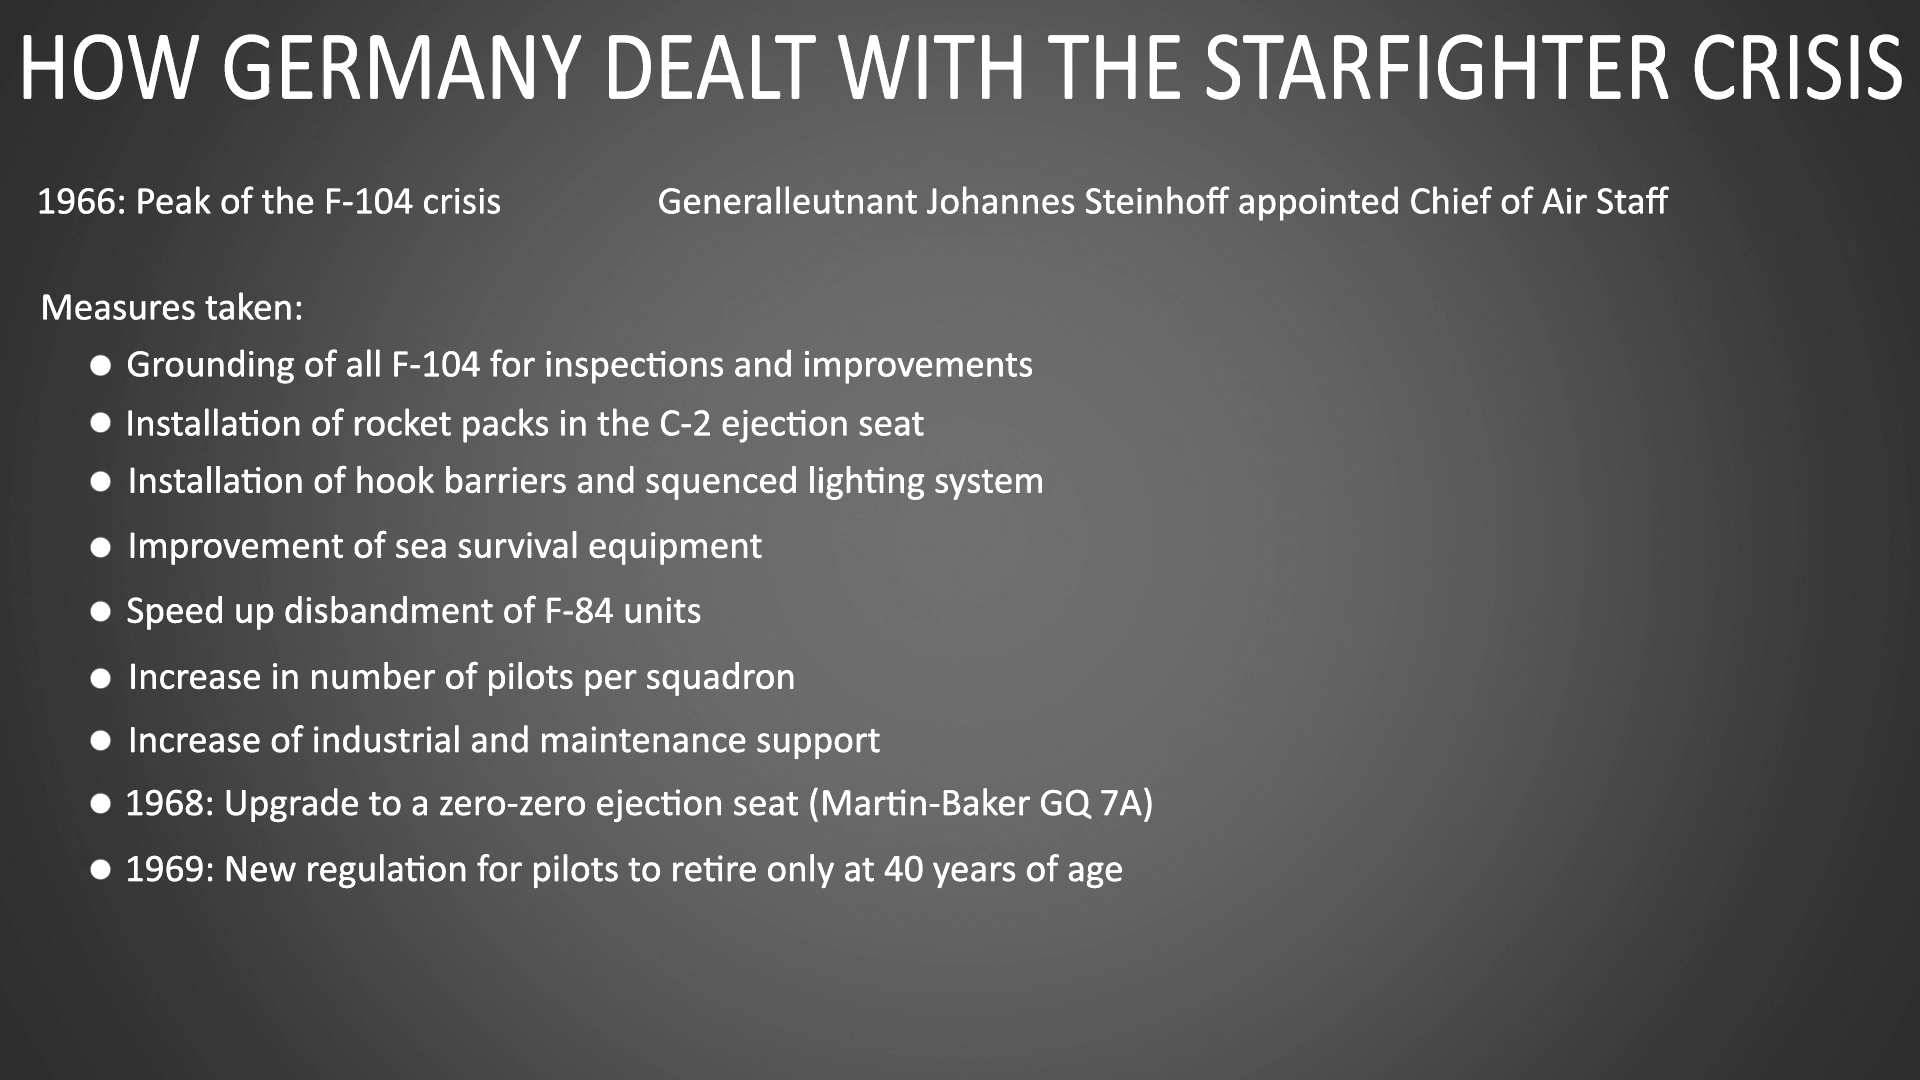 HOW GERMANY DEALT WITH THE STARFIGHTER CRISIS
1966: Peak of the F-104 crisis Generalleutnant Johannes Steinhoff appointed Chief of Air Staff
Measures taken:
● Grounding of all F-104 for inspections and improvements
● Installation of rocket packs in the C-2 ejection seat
● Installation of hook barriers and squenced lighting system
● Improvement of sea survival equipment
● Speed up disbandment of F-84 units
● Increase in number of pilots per squadron
● Increase of industrial and maintenance support
● 1968: Upgrade to a zero-zero ejection seat (Martin-Baker GQ 7A)
● 1969: New regulation for pilots to retire only at 40 years of age